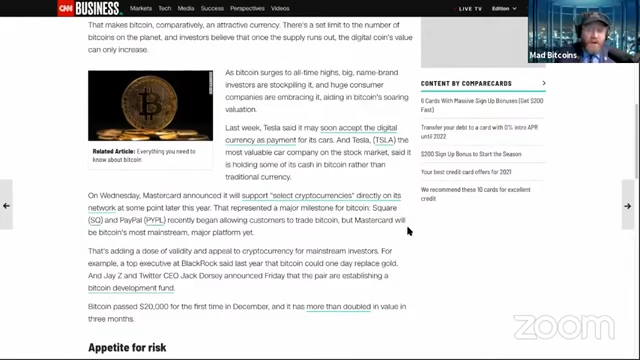 CNN BUSINESS Markets Tech Media Success Perspectives Videos LIVE TV Edition
Mad Bitcoins
That makes bitcoin, comparatively, an attractive currency. There's a set limit to the number of
bitcoins on the planet, and investors believe that once the supply runs out, the digital coin's value
can only increase.
As bitcoin surges to all-time highs, big, name-brand
investors are stockpiling it, and huge consumer
companies are embracing it, aiding in bitcoin's soaring
valuation.
Related Article: Everything you need to
know about bitcoin
Last week, Tesla said it may soon accept the digital
currency as payment for its cars. And Tesla, (TSLA)
the most valuable car company on the stock market, said it
is holding some of its cash in bitcoin rather than
traditional currency.
On Wednesday, Mastercard announced it will support "select cryptocurrencies" directly on its
network at some point later this year. That represented a major milestone for bitcoin: Square
(SQ) and PayPal (PYPL) recently began allowing customers to trade bitcoin, but Mastercard will
be bitcoin's most mainstream, major platform yet.
That's adding a dose of validity and appeal to cryptocurrency for mainstream investors. For
example, a top executive at BlackRock said last year that bitcoin could one day replace gold.
And Jay Z and Twitter CEO Jack Dorsey announced Friday that the pair are establishing a
bitcoin development fund.
Bitcoin passed $20,000 for the first time in December, and it has more than doubled in value in
three months.
Appetite for risk
CONTENT BY COMPARECARDS
6 Cards With Massive Sign Up Bonuses (Get $200
Fast)
Transfer your debt to a card with 0% intro APR
until 2022
$200 Sign Up Bonus to Start the Season
Your best credit card offers for 2021
We recommend these 10 cards for excellent
credit
zoom